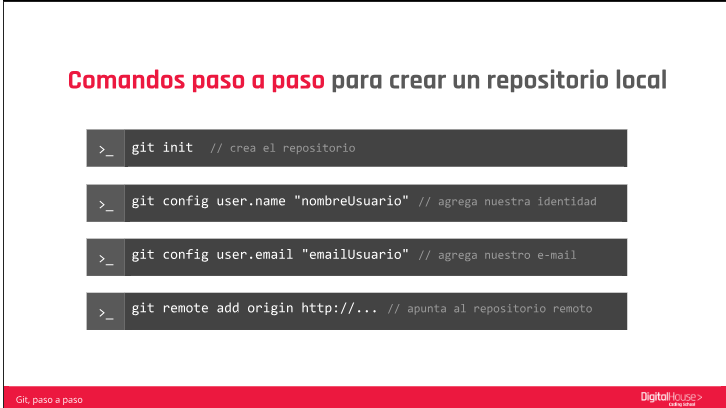 Comandos paso a paso para crear un repositorio local
>_ git init // crea el repositorio
>_ git config user.name "nombreUsuario" // agrega nuestra identidad
>_ git config user.email "emailUsuario" // agrega nuestro e-mail
>_ git remote add origin http://... // apunta al repositorio remoto
Git, paso a paso
DigitalHouse>
Coding School